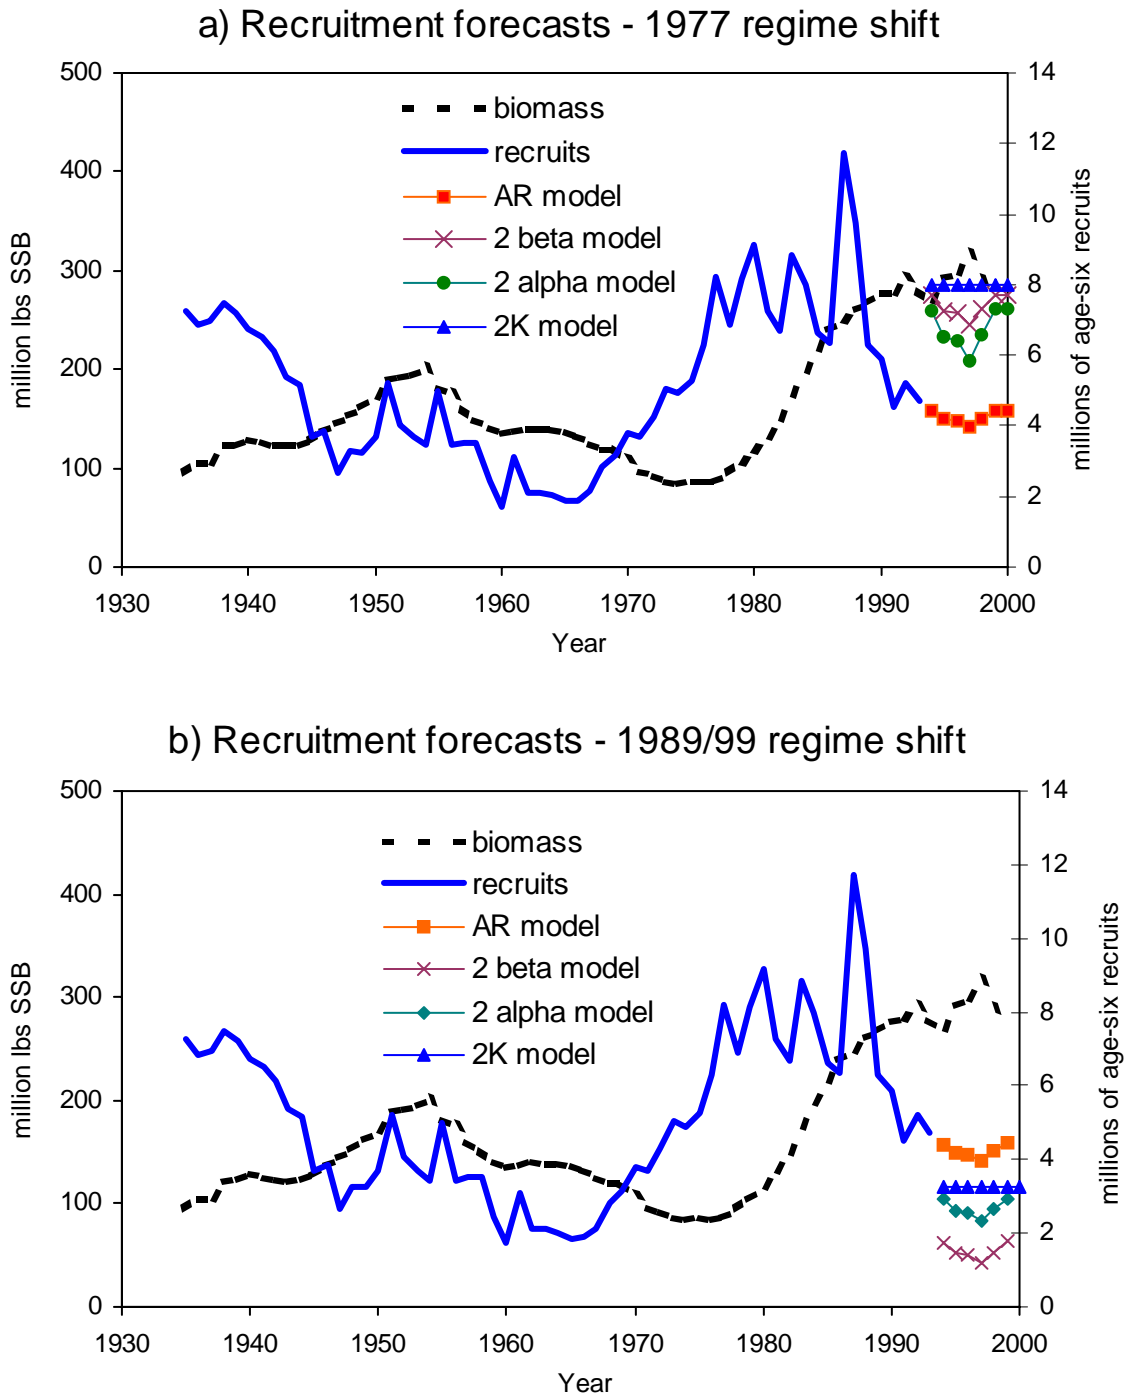 a) Recruitment forecasts - 1977 regime shift
500
400
300
200
100
0
million lbs SSB
biomass
recruits
AR model
2 beta model
2 alpha model
2K model
14
12
10
8
6
4
2
0
millions of age-six recruits
1930 1940 1950 1960 1970 1980 1990 2000
Year
b) Recruitment forecasts - 1989/99 regime shift
500
400
300
200
100
0
million lbs SSB
biomass
recruits
AR model
2 beta model
2 alpha model
2K model
14
12
10
8
6
4
2
0
millions of age-six recruits
1930 1940 1950 1960 1970 1980 1990 2000
Year